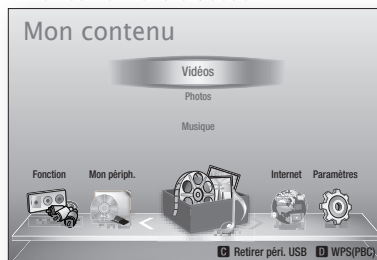 Mon contenu
Vidéos
Photos
Musique
Fonction Mon périph. Internet Paramètres
C Retirer péri. USB D WPS(PBC)